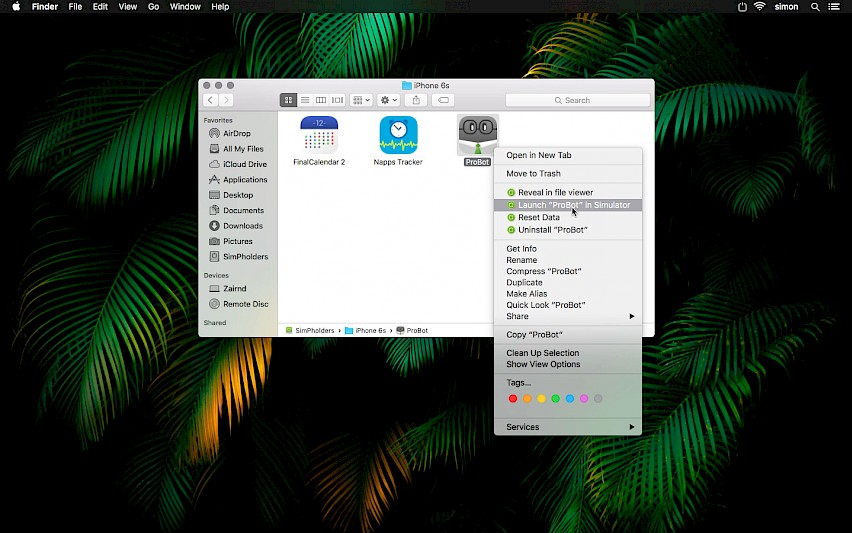 Finder File Edit View Go Window Help simon
iPhone 6s
Search
Favorites
AirDrop
All My Files
iCloud Drive
Applications
Desktop
Documents
Downloads
Pictures
SimPholders
Devices
Zairnd
Remote Disc
Shared
-12-
FinalCalendar 2
Napps Tracker
ProBot
SimPholders › iPhone 6s › ProBot
Open in New Tab
Move to Trash
Reveal in file viewer
Launch “ProBot” in Simulator
Reset Data
Uninstall “ProBot”
Get Info
Rename
Compress “ProBot”
Duplicate
Make Alias
Quick Look “ProBot”
Share
Copy “ProBot”
Clean Up Selection
Show View Options
Tags...
Services